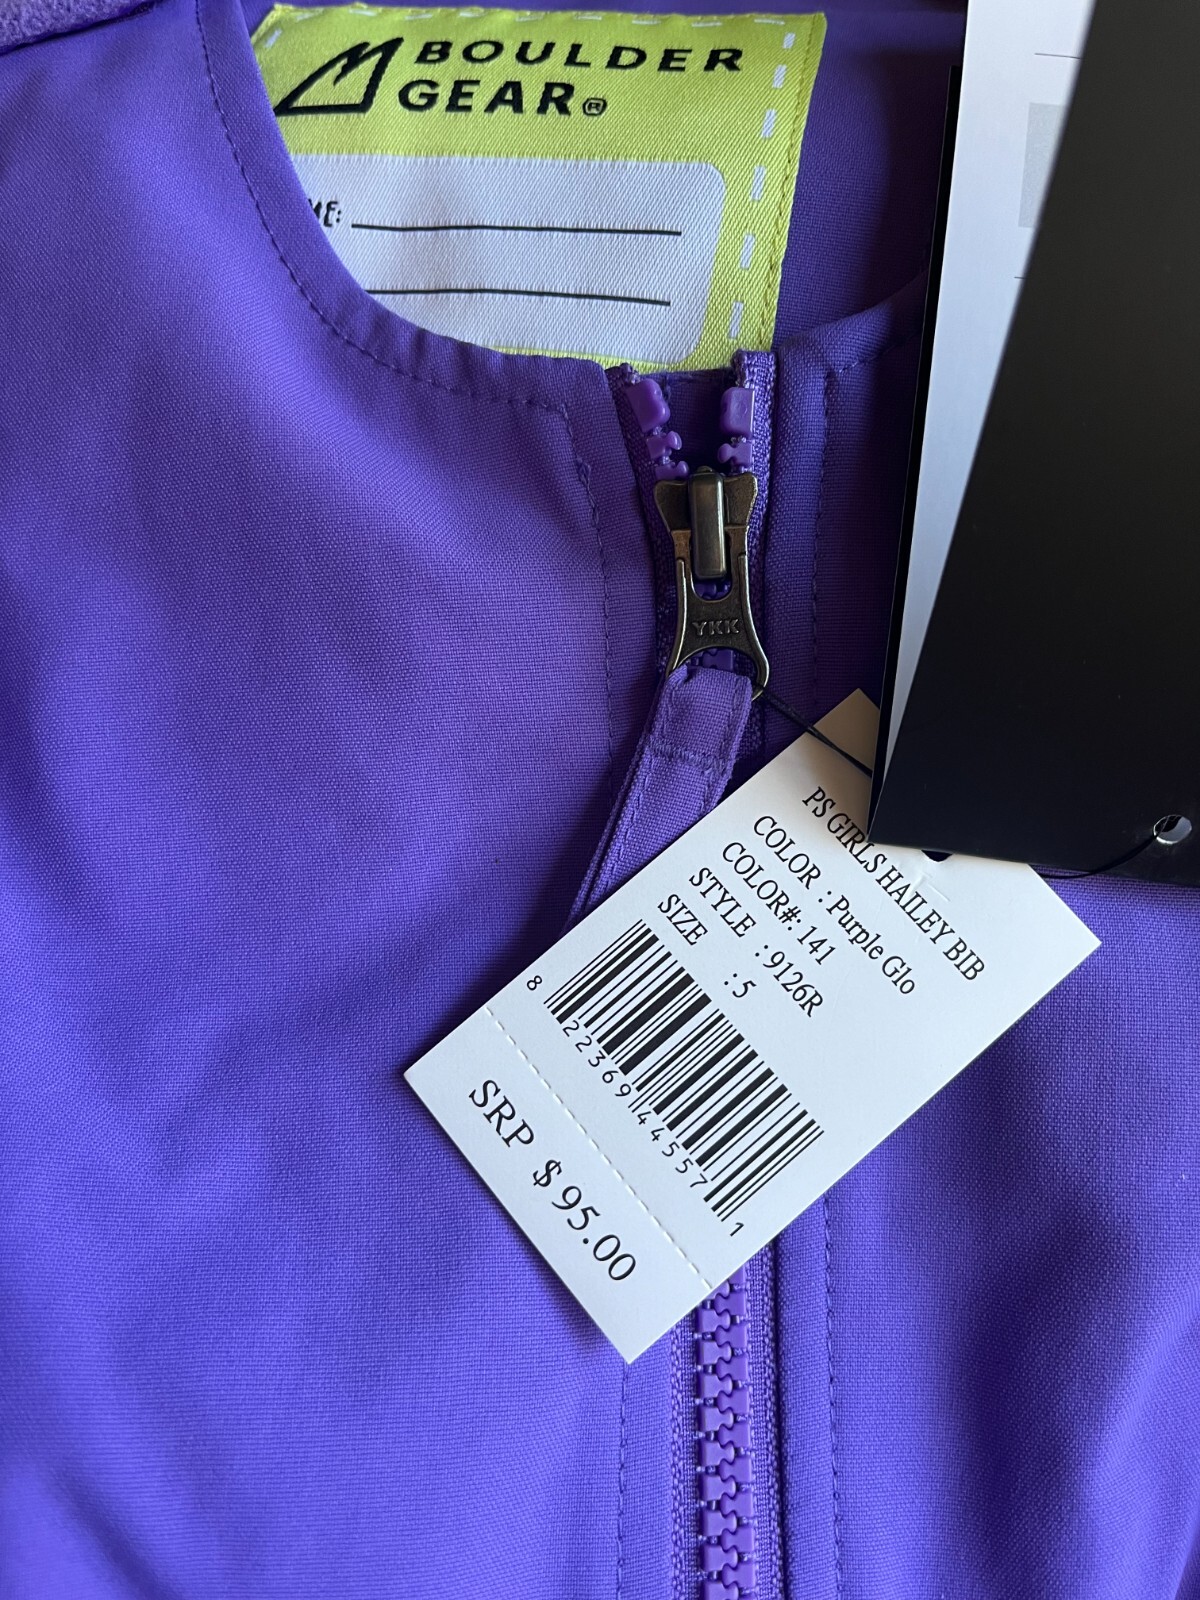 BOULDER
GEAR®
ME:
YKK
PS GIRLS HAILEY BIB
COLOR : Purple Glo
COLOR#: 141
STYLE : 9126R
SIZE : 5
8 22369 44557 1
SRP $ 95.00